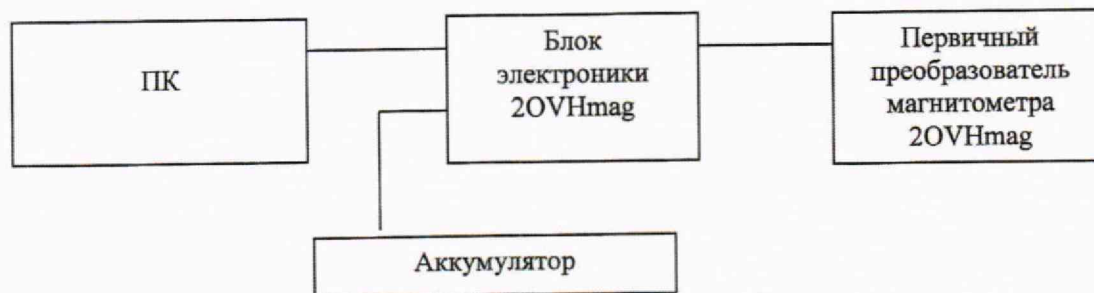 ПК
Блок
электроники
2OVHmag
Первичный
преобразователь
магнитометра
2OVHmag
Аккумулятор